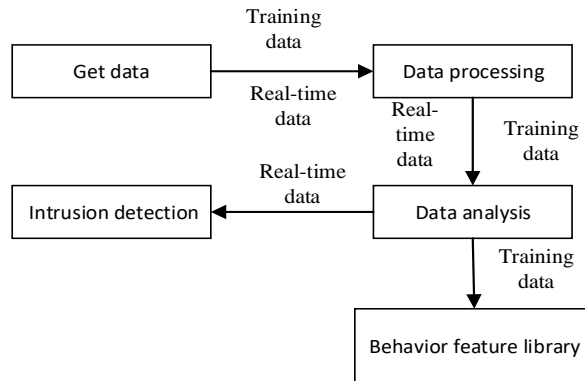 Training
data
Get data
Data processing
Real-time
data
Real-
time
data
Training
data
Real-time
data
Intrusion detection
Data analysis
Training
data
Behavior feature library